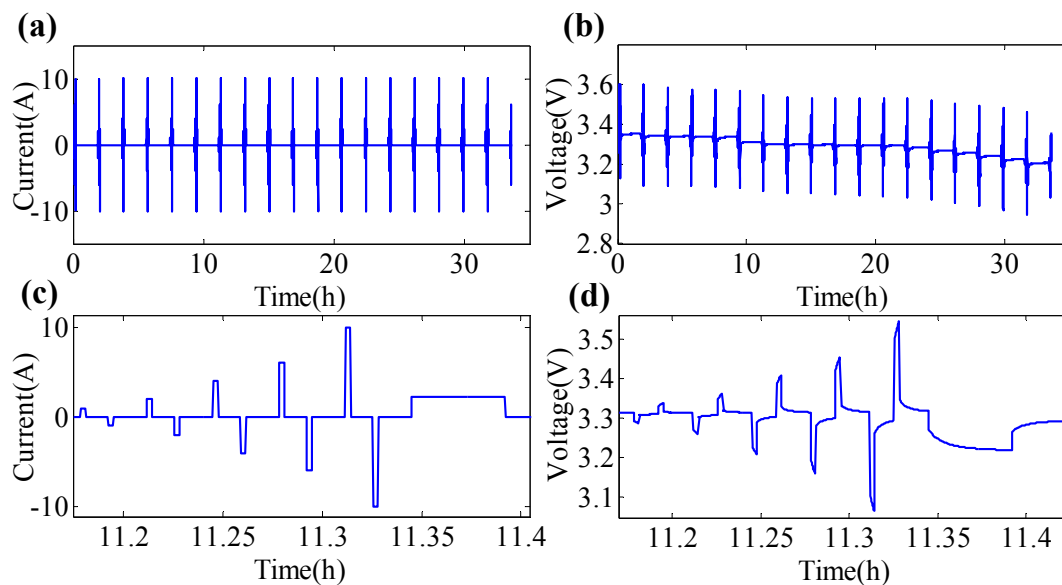 (a)
Current(A)
10
0
-10
0 10 20 30
Time(h)
(b)
Voltage(V)
3.6
3.4
3.2
3
2.8
0 10 20 30
Time(h)
(c)
Current(A)
10
0
-10
11.2 11.25 11.3 11.35 11.4
Time(h)
(d)
Voltage(V)
3.5
3.4
3.3
3.2
3.1
11.2 11.25 11.3 11.35 11.4
Time(h)